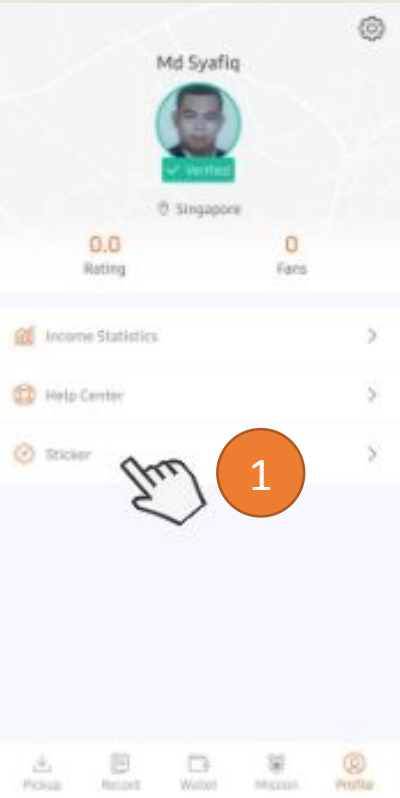 Md Syafiq
Verified
Singapore
0.0
0
Rating
Fans
Income Statistics
Help Center
Sticker
1
Pickup
Record
Wallet
Mission
Profile